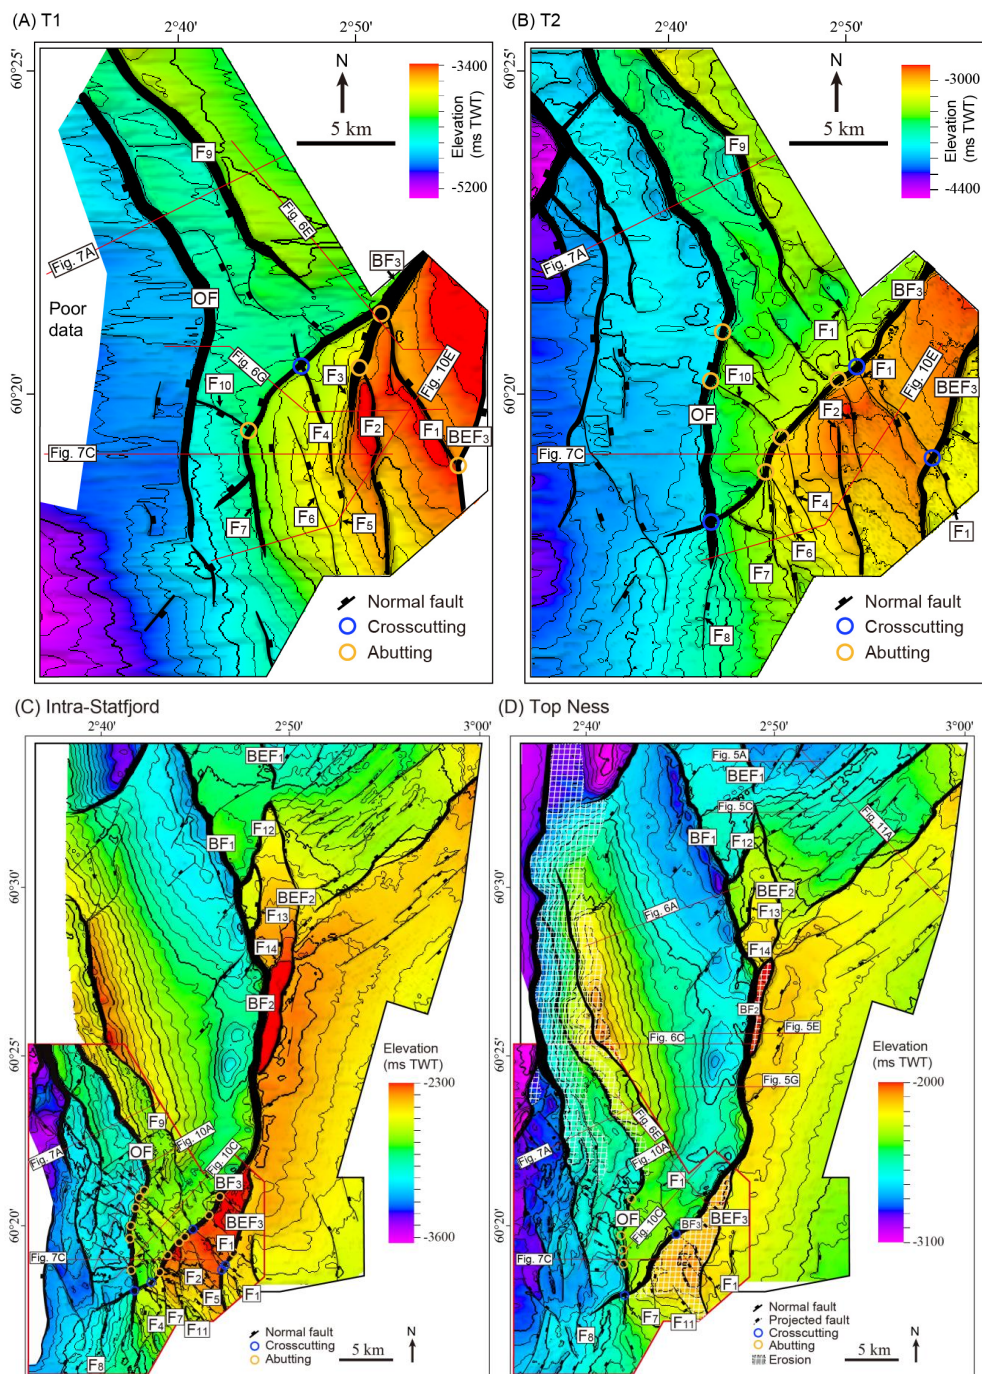 (A) T1
2°40'
2°50'
60°25'
60°20'
N
5 km
-3400
Elevation
(ms TWT)
-5200
F9
Fig. 6E
Fig. 7A
BF3
Poor
data
OF
Fig. 6G
F10
F3
Fig. 10E
F4
F2
F1
BEF3
Fig. 7C
F7
F6
F5
Normal fault
Crosscutting
Abutting
(B) T2
2°40'
2°50'
60°25'
60°20'
N
5 km
-3000
Elevation
(ms TWT)
-4400
F9
Fig. 7A
BF3
F1
F10
F1
Fig. 10E
BEF3
F2
OF
Fig. 7C
F4
F6
F1
F7
F8
Normal fault
Crosscutting
Abutting
(C) Intra-Statfjord
2°40'
2°50'
3°00'
60°30'
60°25'
60°20'
BEF1
BF1
F12
BEF2
F13
F14
BF2
Elevation
(ms TWT)
-2300
-3600
F9
Fig. 10A
OF
Fig. 7A
Fig. 10C
BF3
BEF3
Fig. 7C
F1
F2
F5
F1
F4
F7
F11
F8
Normal fault
Crosscutting
Abutting
5 km
N
(D) Top Ness
2°40'
2°50'
3°00'
60°30'
60°25'
60°20'
Fig. 5A
BEF1
Fig. 5C
Fig. 11A
BF1
F12
BEF2
Fig. 6A
F13
F14
BF2
Fig. 5E
Fig. 6C
Fig. 5G
Elevation
(ms TWT)
-2000
-3100
Fig. 6E
Fig. 10A
Fig. 7A
F1
OF
Fig. 10C
BF3
BEF3
Fig. 7C
F1
F7
F11
F8
Normal fault
Projected fault
Crosscutting
Abutting
Erosion
5 km
N